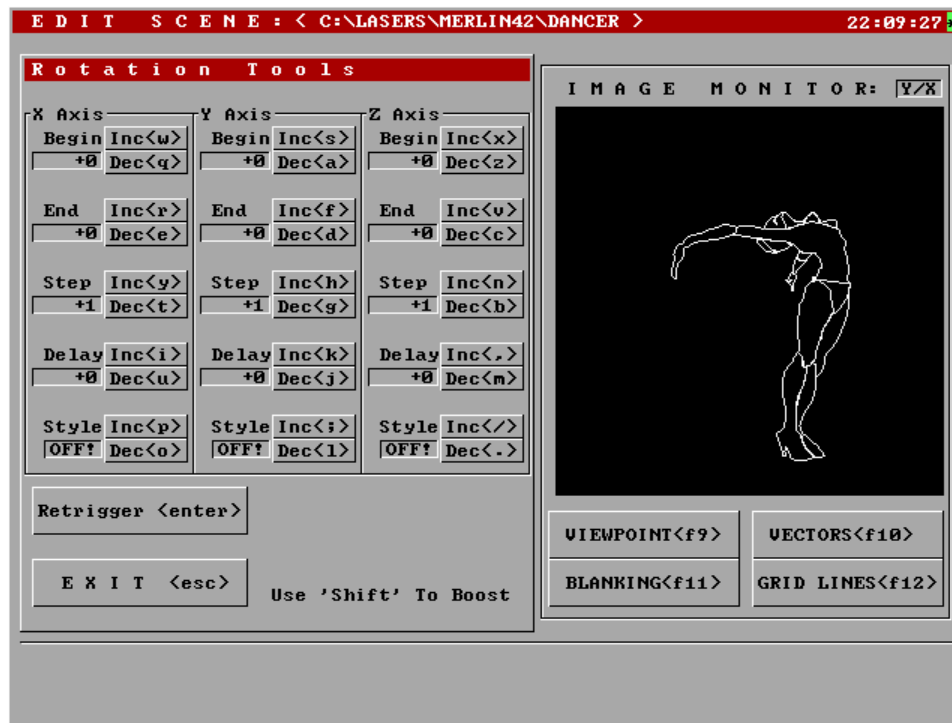 E D I T   S C E N E : < C:\LASERS\MERLIN42\DANCER >   22:09:27
Rotation Tools
X Axis   Y Axis   Z Axis
Begin Inc<w>   Begin Inc<s>   Begin Inc<x>
+0 Dec<q>   +0 Dec<a>   +0 Dec<z>
End Inc<r>   End Inc<f>   End Inc<v>
+0 Dec<e>   +0 Dec<d>   +0 Dec<c>
Step Inc<y>   Step Inc<h>   Step Inc<n>
+1 Dec<t>   +1 Dec<g>   +1 Dec<b>
Delay Inc<i>   Delay Inc<k>   Delay Inc<,>
+0 Dec<u>   +0 Dec<j>   +0 Dec<m>
Style Inc<p>   Style Inc<;>   Style Inc</>
OFF! Dec<o>   OFF! Dec<l>   OFF! Dec<.>
Retrigger <enter>
E X I T <esc>
Use 'Shift' To Boost
I M A G E   M O N I T O R: Y/X
VIEWPOINT<f9>   VECTORS<f10>
BLANKING<f11>   GRID LINES<f12>